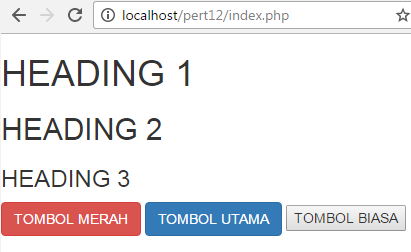 localhost/pert12/index.php
HEADING 1
HEADING 2
HEADING 3
TOMBOL MERAH TOMBOL UTAMA TOMBOL BIASA